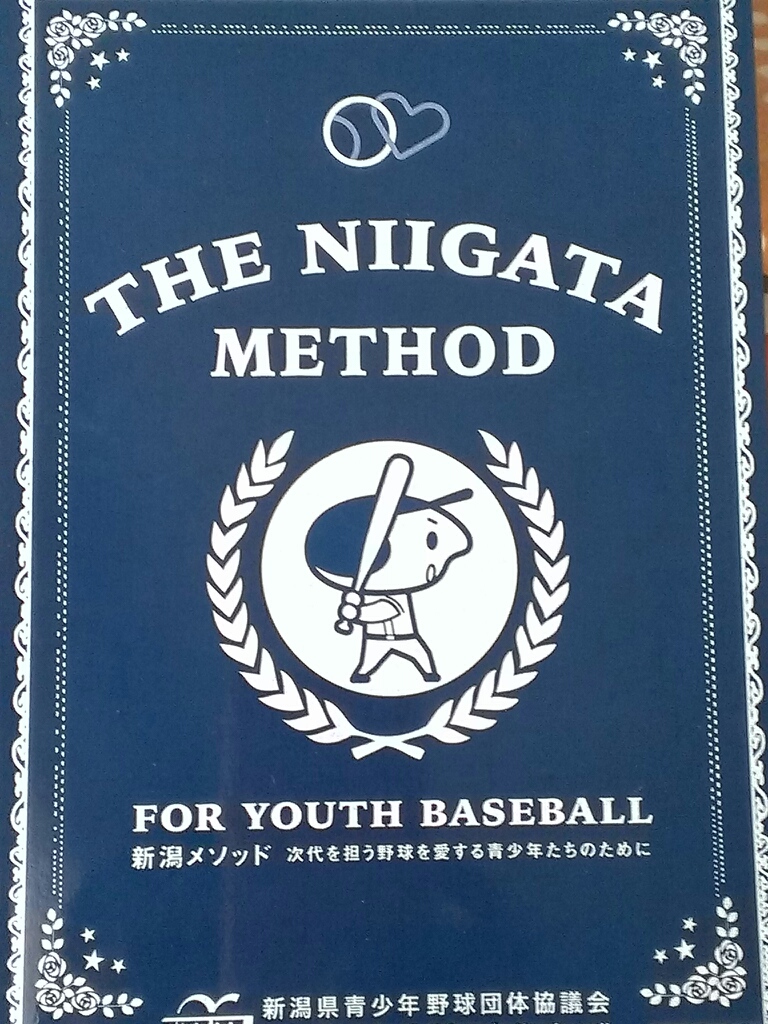 THE NIIGATA
METHOD
FOR YOUTH BASEBALL
新潟メソッド 次代を担う野球を愛する青少年たちのために
新潟県青少年野球団体協議会